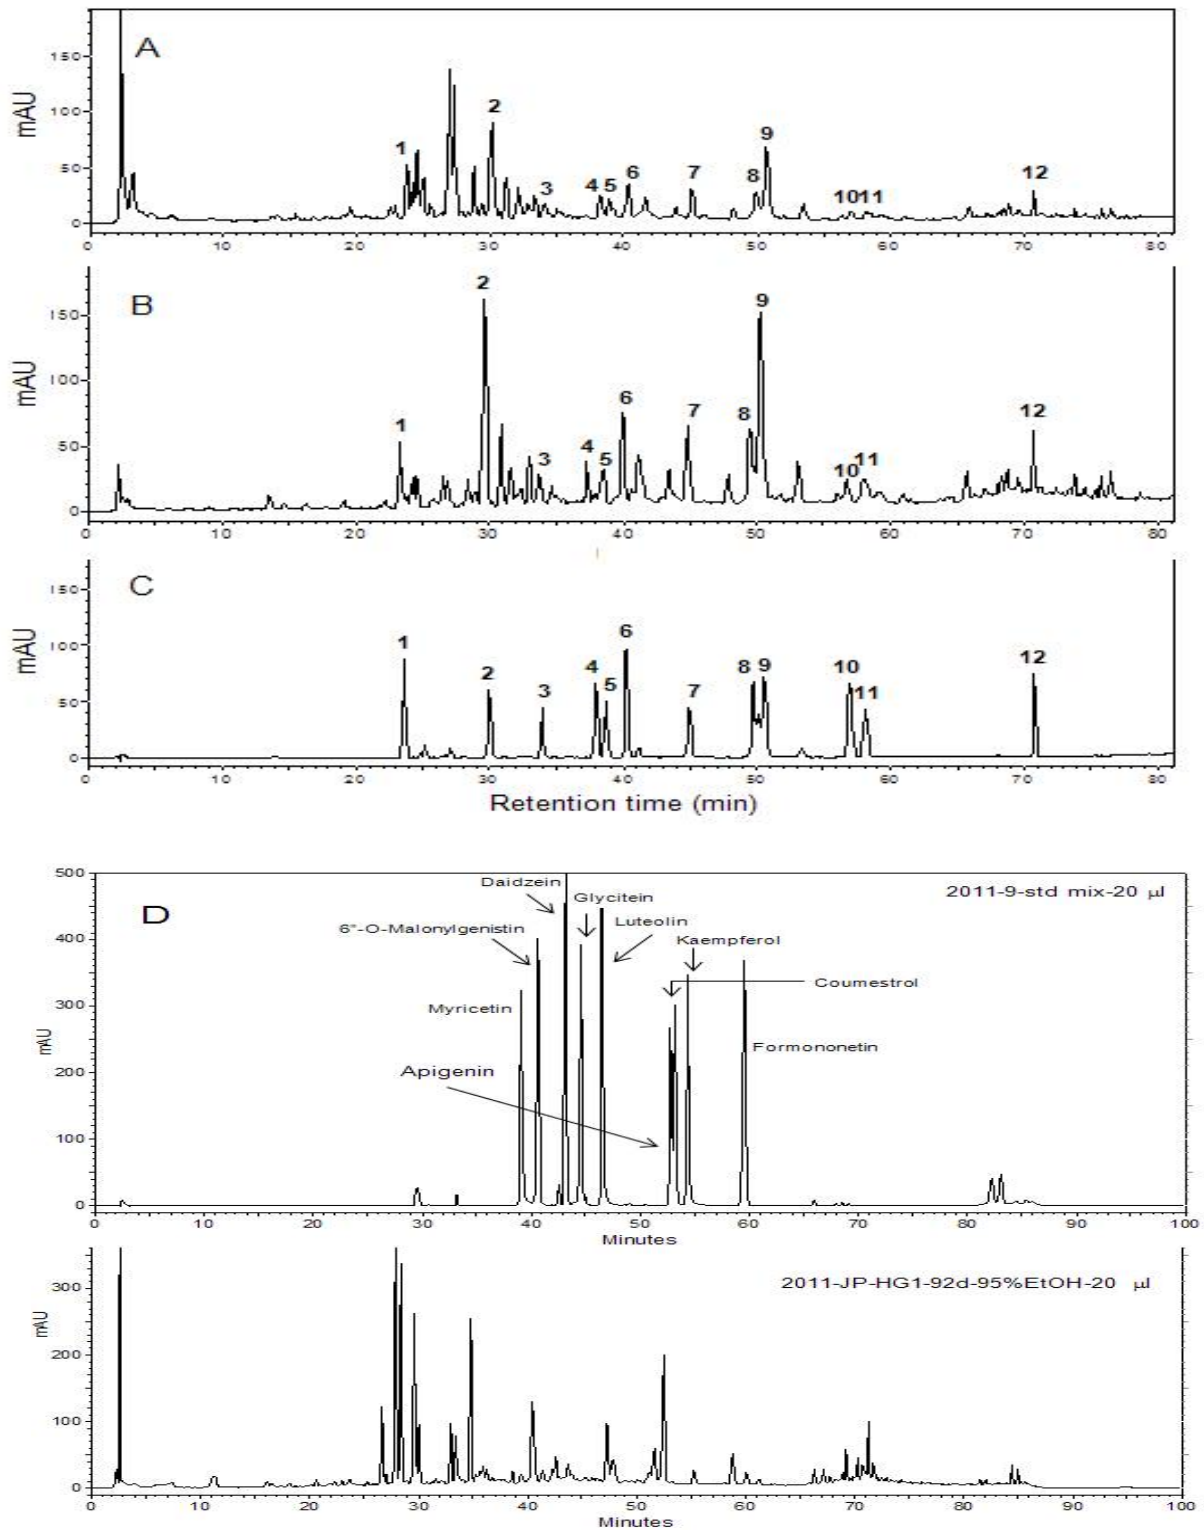 A
mAU
150
100
50
0
1 2 3 4 5 6 7 8 9 10 11 12
0 10 20 30 40 50 60 70 80
B
mAU
150
100
50
0
1 2 3 4 5 6 7 8 9 10 11 12
0 10 20 30 40 50 60 70 80
C
mAU
150
100
50
0
1 2 3 4 5 6 7 8 9 10 11 12
0 10 20 30 40 50 60 70 80
Retention time (min)
D
2011-9-std mix-20 µl
mAU
500
400
300
200
100
0
Daidzein
Glycitein
6"-O-Malonylgenistin
Luteolin
Kaempferol
Coumestrol
Myricetin
Formononetin
Apigenin
0 10 20 30 40 50 60 70 80 90 100
Minutes
2011-JP-HG1-92d-95%EtOH-20 µl
mAU
300
200
100
0
0 10 20 30 40 50 60 70 80 90 100
Minutes